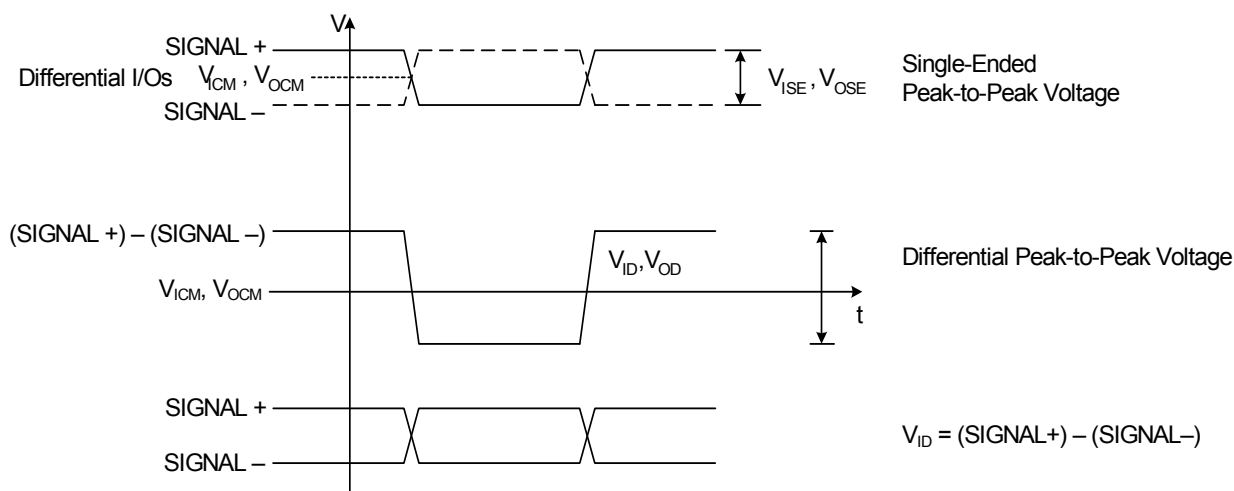 V
SIGNAL +
Differential I/Os V_ICM , V_OCM
SIGNAL –
V_ISE , V_OSE
Single-Ended
Peak-to-Peak Voltage
(SIGNAL +) – (SIGNAL –)
V_ID, V_OD
Differential Peak-to-Peak Voltage
V_ICM, V_OCM
t
SIGNAL +
SIGNAL –
V_ID = (SIGNAL+) – (SIGNAL–)